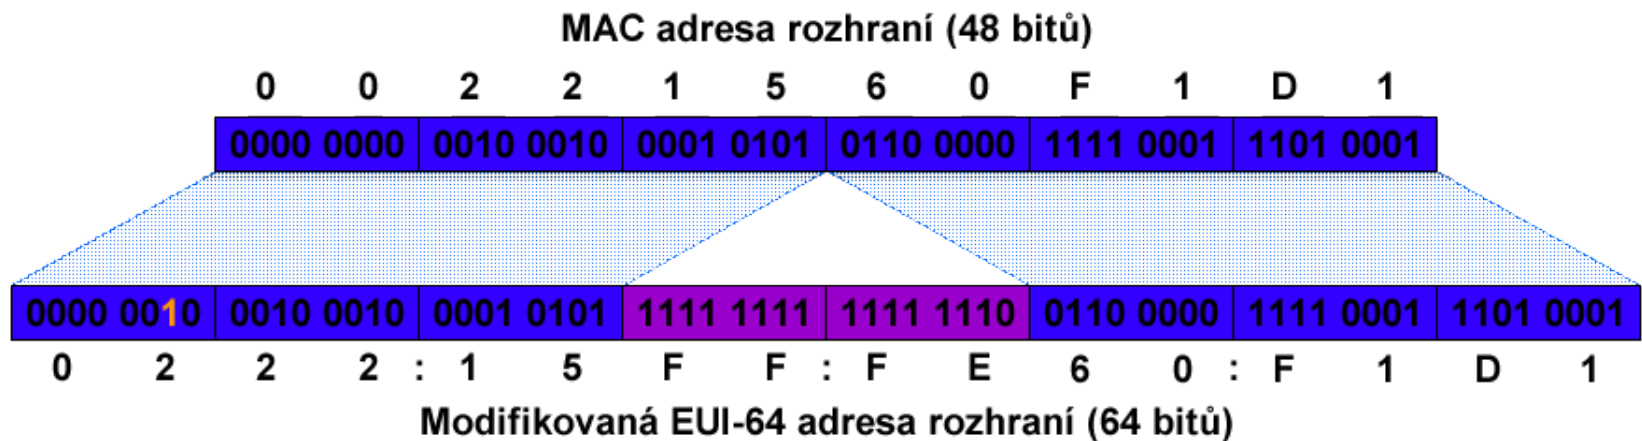 MAC adresa rozhraní (48 bitů)
0 0 2 2 1 5 6 0 F 1 D 1
0000 0000 0010 0010 0001 0101 0110 0000 1111 0001 1101 0001
0000 0010 0010 0010 0001 0101 1111 1111 1111 1110 0110 0000 1111 0001 1101 0001
0 2 2 2 : 1 5 F F : F E 6 0 : F 1 D 1
Modifikovaná EUI-64 adresa rozhraní (64 bitů)